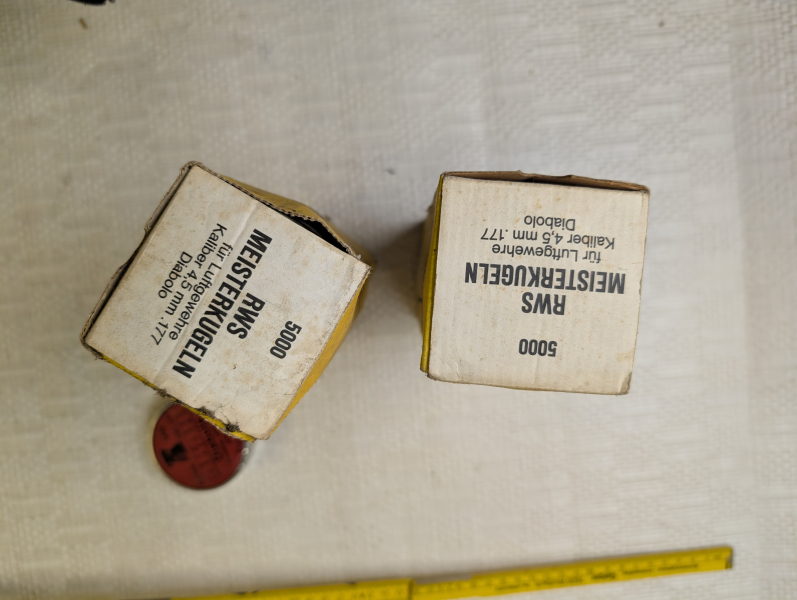 5000
RWS
MEISTERKUGELN
für Luftgewehre
Kaliber 4,5 mm .177
Diabolo
5000
RWS
MEISTERKUGELN
für Luftgewehre
Kaliber 4,5 mm .177
Diabolo